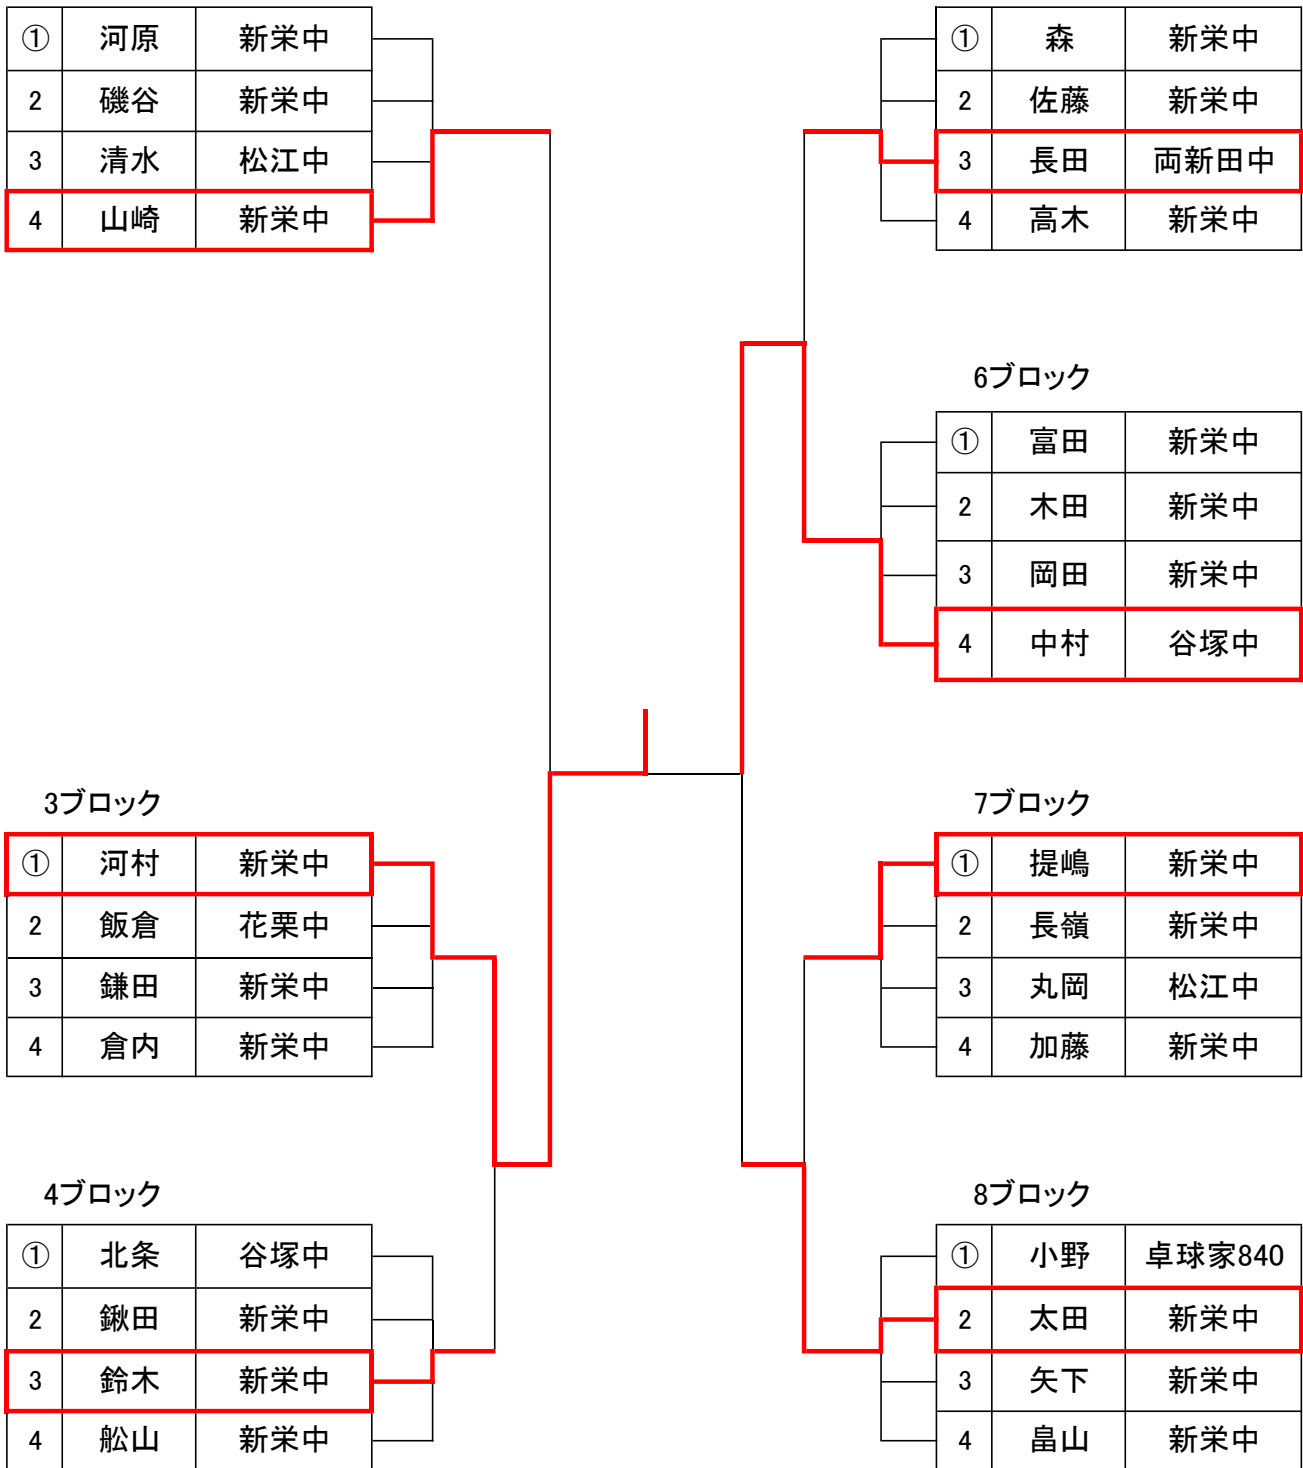 ① 河原 新栄中
2 磯谷 新栄中
3 清水 松江中
4 山崎 新栄中
3ブロック
① 河村 新栄中
2 飯倉 花栗中
3 鎌田 新栄中
4 倉内 新栄中
4ブロック
① 北条 谷塚中
2 鍬田 新栄中
3 鈴木 新栄中
4 舩山 新栄中
① 森 新栄中
2 佐藤 新栄中
3 長田 両新田中
4 高木 新栄中
6ブロック
① 富田 新栄中
2 木田 新栄中
3 岡田 新栄中
4 中村 谷塚中
7ブロック
① 提嶋 新栄中
2 長嶺 新栄中
3 丸岡 松江中
4 加藤 新栄中
8ブロック
① 小野 卓球家840
2 太田 新栄中
3 矢下 新栄中
4 畠山 新栄中